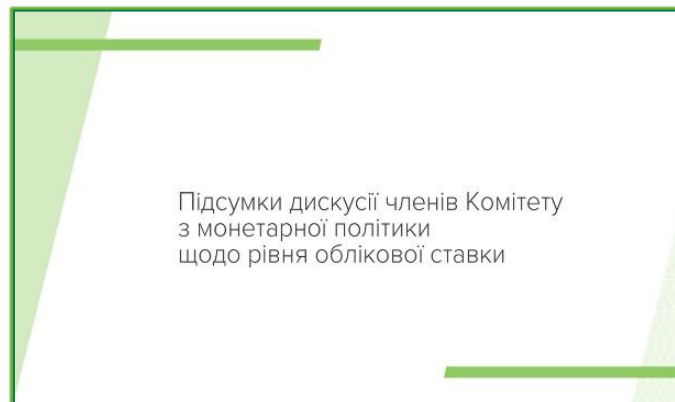 Підсумки дискусії членів Комітету
з монетарної політики
щодо рівня облікової ставки